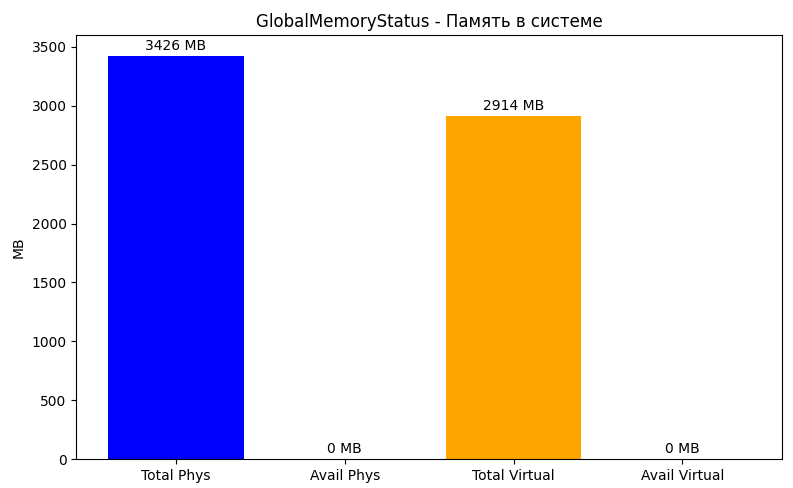 GlobalMemoryStatus - Память в системе
3426 MB
0 MB
2914 MB
0 MB
MB
3500
3000
2500
2000
1500
1000
500
0
Total Phys
Avail Phys
Total Virtual
Avail Virtual